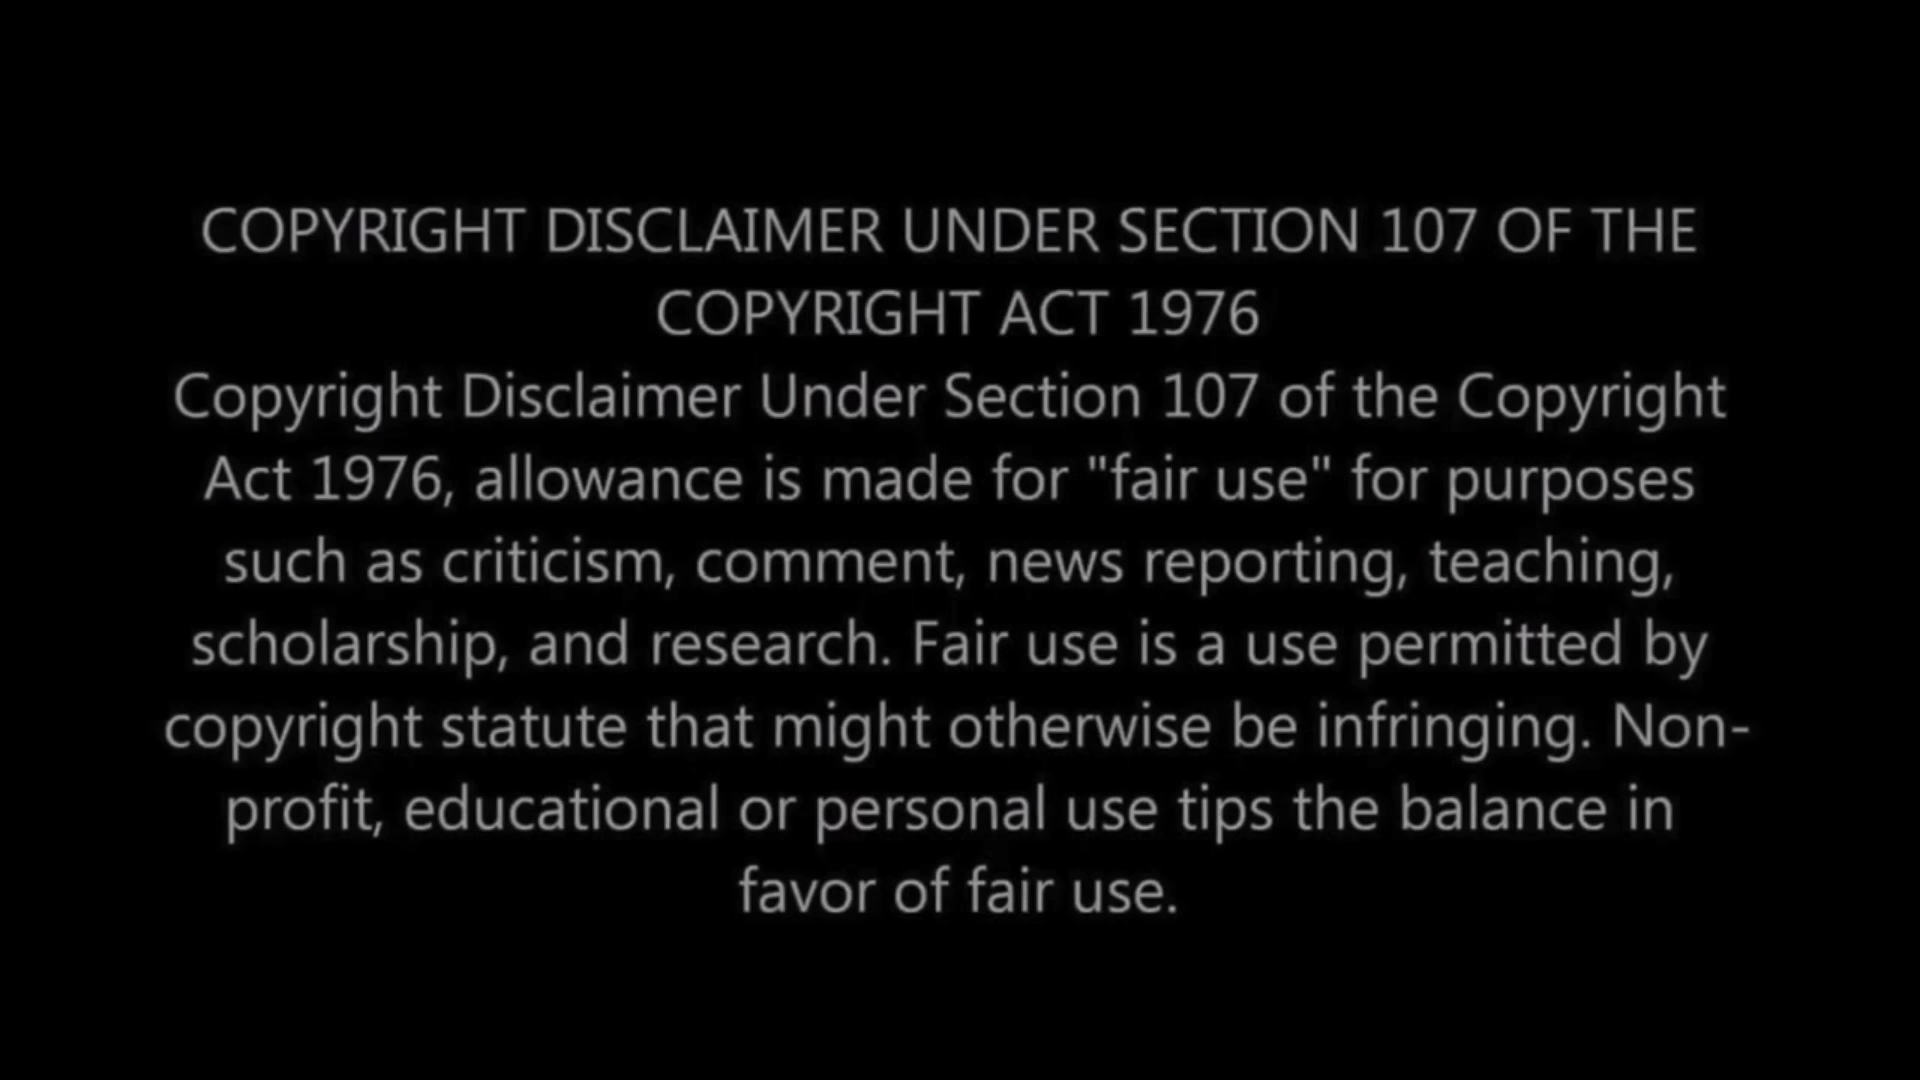 COPYRIGHT DISCLAIMER UNDER SECTION 107 OF THE
COPYRIGHT ACT 1976
Copyright Disclaimer Under Section 107 of the Copyright
Act 1976, allowance is made for "fair use" for purposes
such as criticism, comment, news reporting, teaching,
scholarship, and research. Fair use is a use permitted by
copyright statute that might otherwise be infringing. Non-
profit, educational or personal use tips the balance in
favor of fair use.